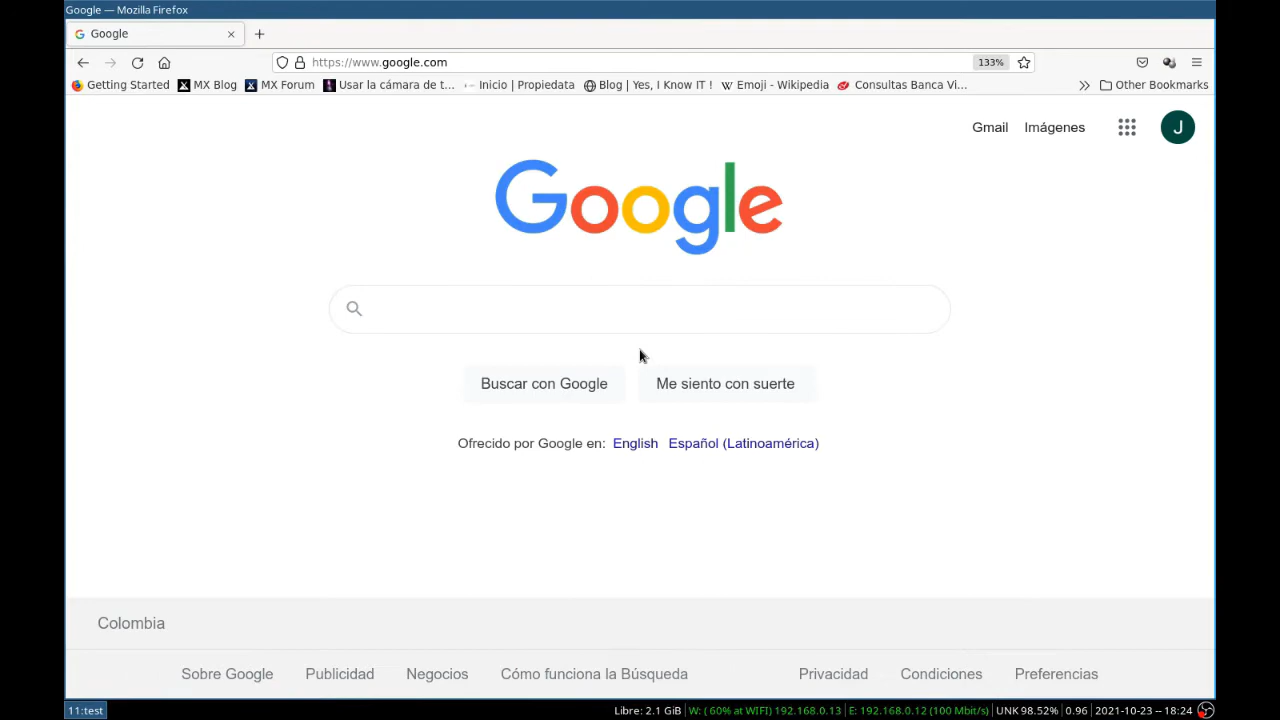 Google — Mozilla Firefox
Google
https://www.google.com
133%
Getting Started MX Blog MX Forum Usar la cámara de t... Inicio | Propiedata Blog | Yes, I Know IT ! Emoji - Wikipedia Consultas Banca Vi... Other Bookmarks
Gmail Imágenes J
Google
Buscar con Google Me siento con suerte
Ofrecido por Google en: English Español (Latinoamérica)
Colombia
Sobre Google Publicidad Negocios Cómo funciona la Búsqueda Privacidad Condiciones Preferencias
11:test Libre: 2.1 GiB W: ( 60% at WIFI) 192.168.0.13 E: 192.168.0.12 (100 Mbit/s) UNK 98.52% 0.96 2021-10-23 -- 18:24